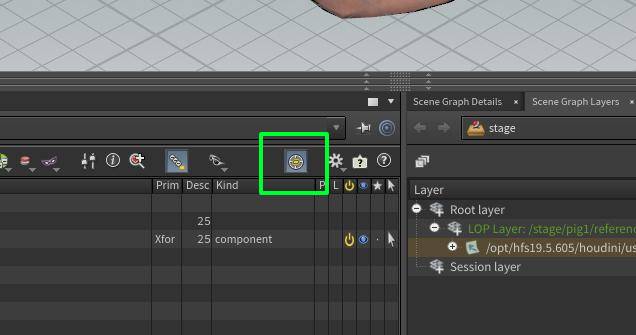 Scene Graph Details
Scene Graph Layers
stage
Prim
Desc
Kind
P
L
Layer
Root layer
25
LOP Layer: /stage/pig1/referenc
Xfor
25
component
/opt/hfs19.5.605/houdini/us
Session layer